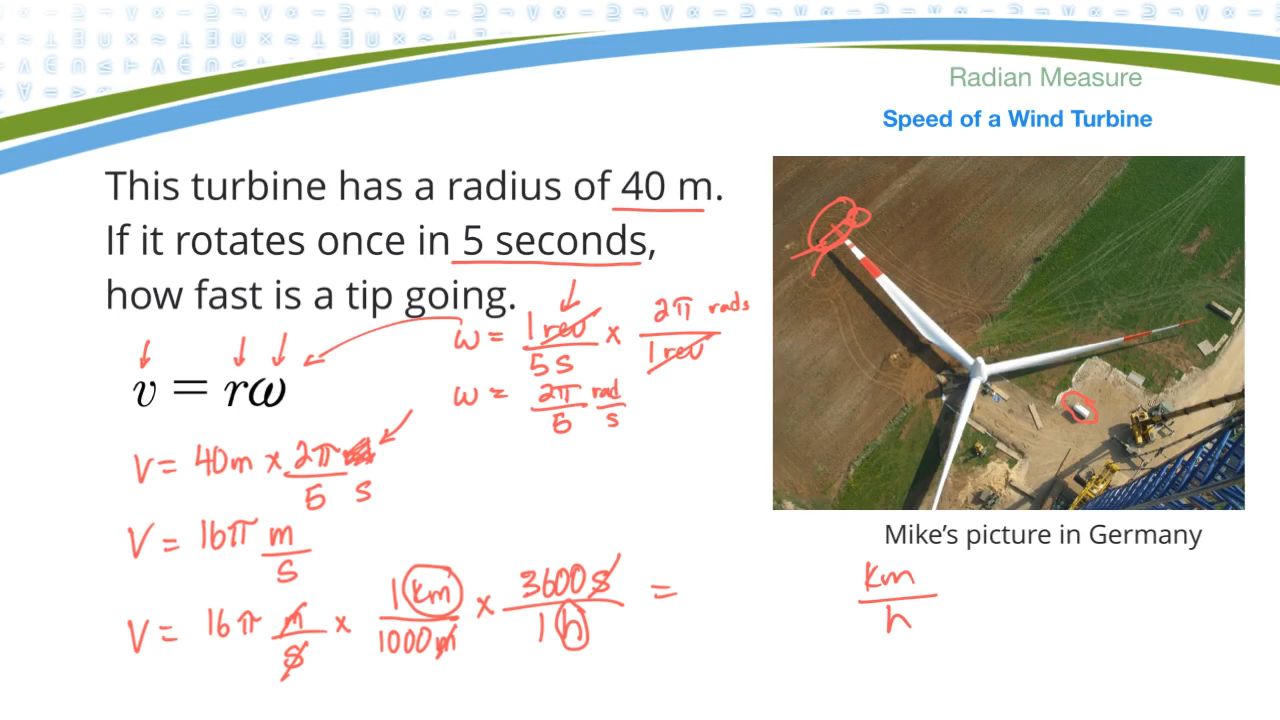 Radian Measure
Speed of a Wind Turbine
This turbine has a radius of 40 m.
If it rotates once in 5 seconds,
how fast is a tip going.
ω = 1 rev / 5 s × 2π rads / 1 rev
v = rω
ω = 2π/5 rad/s
V = 40m × 2π / 5 s
V = 16π m/s
V = 16π m/s × 1 km / 1000 m × 3600 s / 1 h = km/h
Mike's picture in Germany